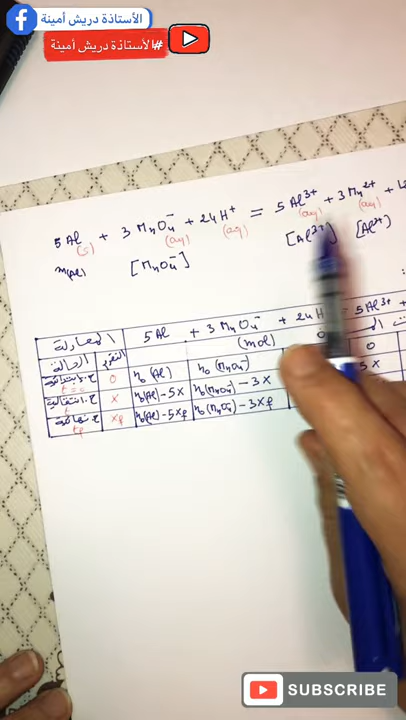 الأستاذة دريش أمينة
#الأستاذة دريش أمينة
5Al(s) + 3MnO₄⁻(aq) + 24H⁺(aq) = 5Al³⁺(aq) + 3Mn²⁺(aq) +
m(Al) [MnO₄⁻] [Al³⁺] [Al³⁺]
المعادلة 5Al + 3MnO₄⁻ + 24H = 5Al³⁺ +
الحالة التقدم (mol)
ح. ابتدائية t=0 0 n₀(Al) n₀(MnO₄⁻) 0
ح. انتقالية t x n₀(Al)-5x n₀(MnO₄⁻)-3x 5x
ح. نهائية tf xf n₀(Al)-5xf n₀(MnO₄⁻)-3xf
SUBSCRIBE